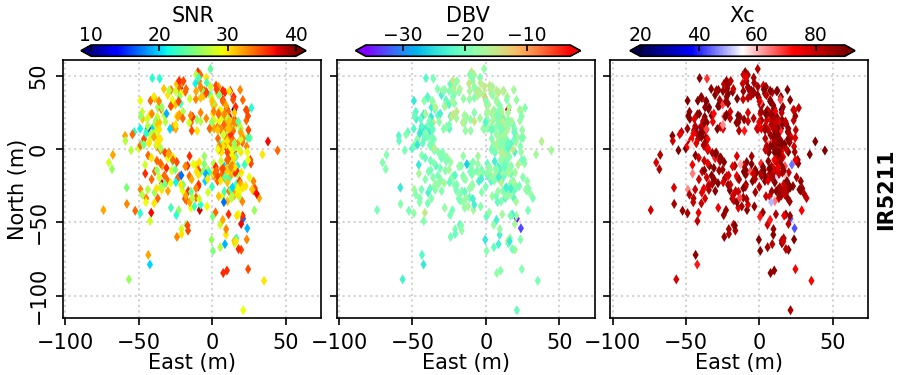 SNR DBV Xc
10 20 30 40 −30 −20 −10 20 40 60 80
50
0
−50
−100
North (m)
−100 −50 0 50 −100 −50 0 50 −100 −50 0 50
East (m) East (m) East (m)
IR5211